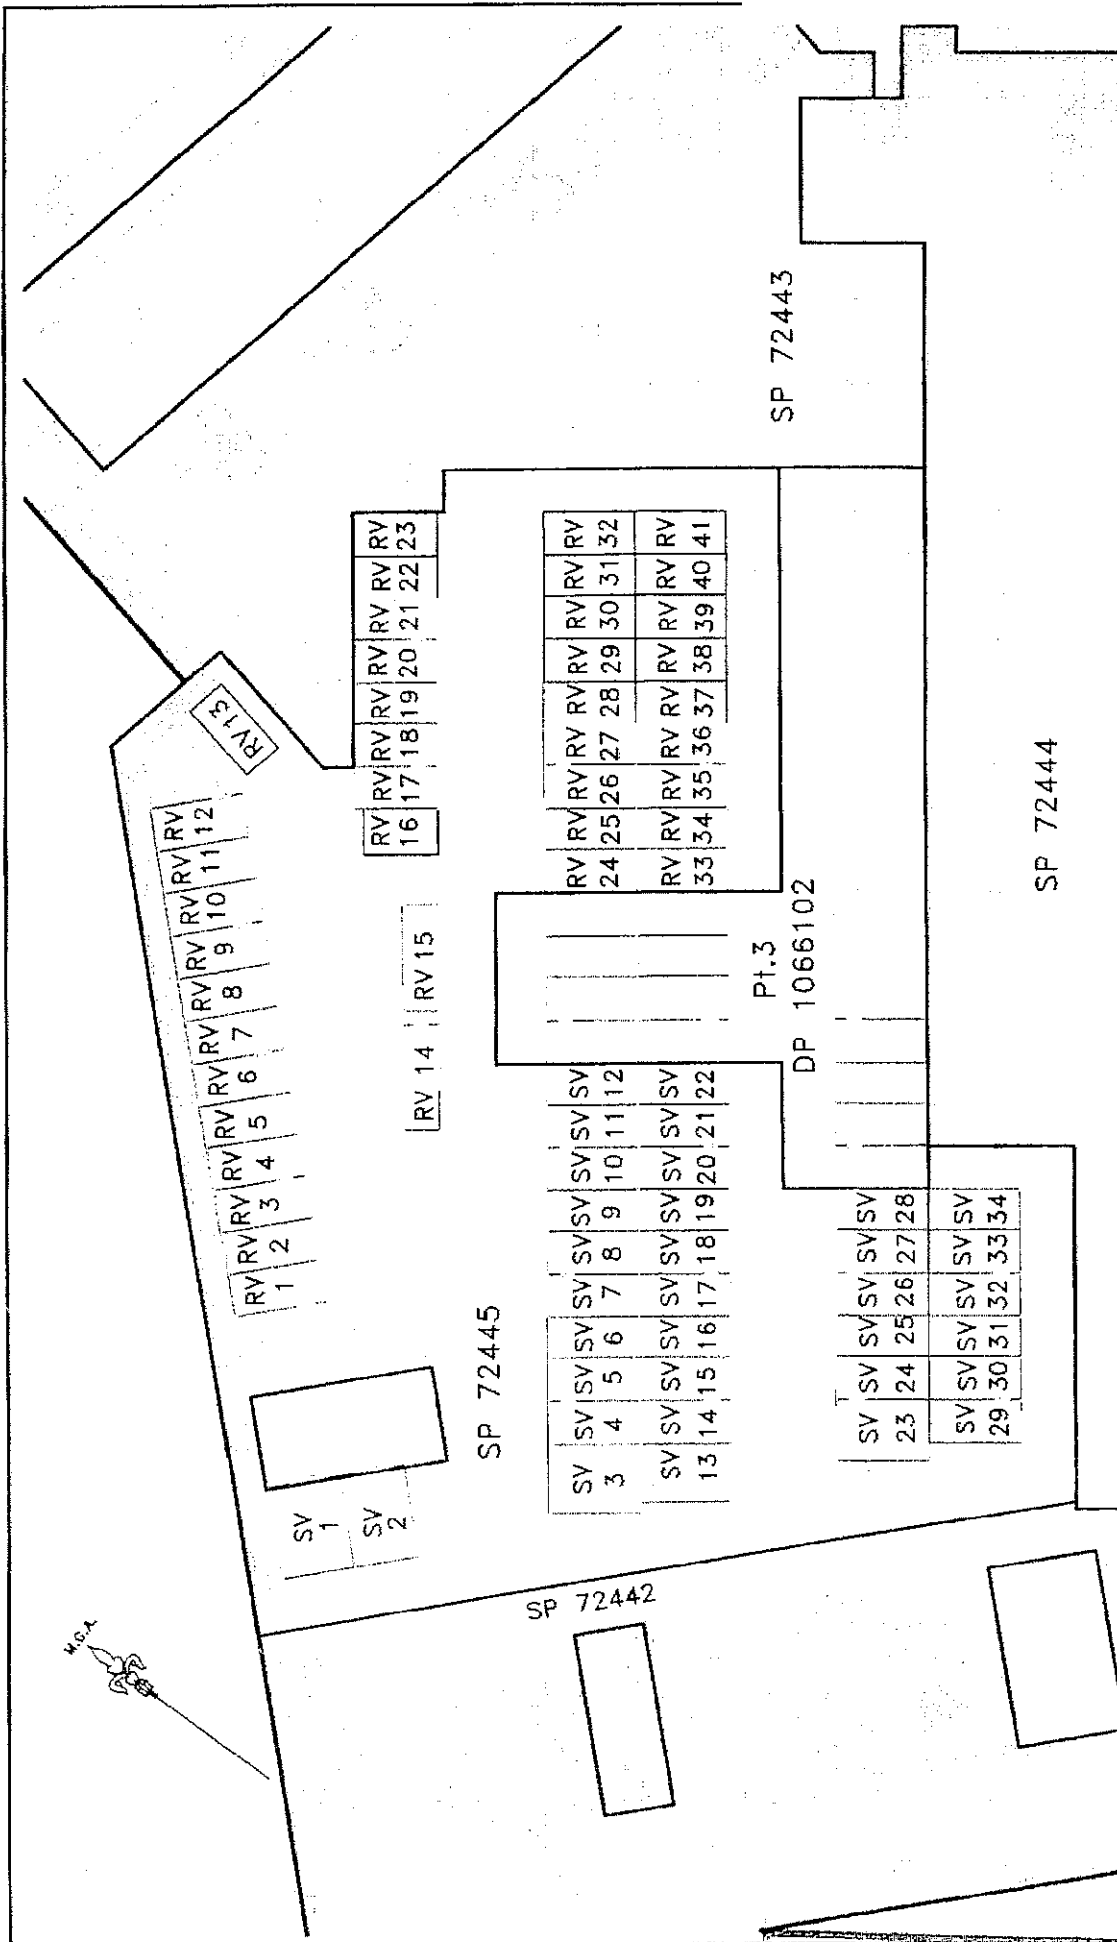 M.G.A.
RV RV RV RV RV RV RV RV RV RV RV RV
1 2 3 4 5 6 7 8 9 10 11 12
RV 13
RV RV RV RV RV RV RV RV
16 17 18 19 20 21 22 23
RV 14 RV 15
SV
1
SV
2
SP 72445
SV SV SV SV SV SV SV SV SV SV
3 4 5 6 7 8 9 10 11 12
RV RV RV RV RV RV RV RV RV
24 25 26 27 28 29 30 31 32
SV SV SV SV SV SV SV SV SV SV
13 14 15 16 17 18 19 20 21 22
RV RV RV RV RV RV RV RV RV
33 34 35 36 37 38 39 40 41
SP 72442
Pt.3
DP 1066102
SP 72443
SV SV SV SV SV SV
23 24 25 26 27 28
SV SV SV SV SV SV
29 30 31 32 33 34
SP 72444